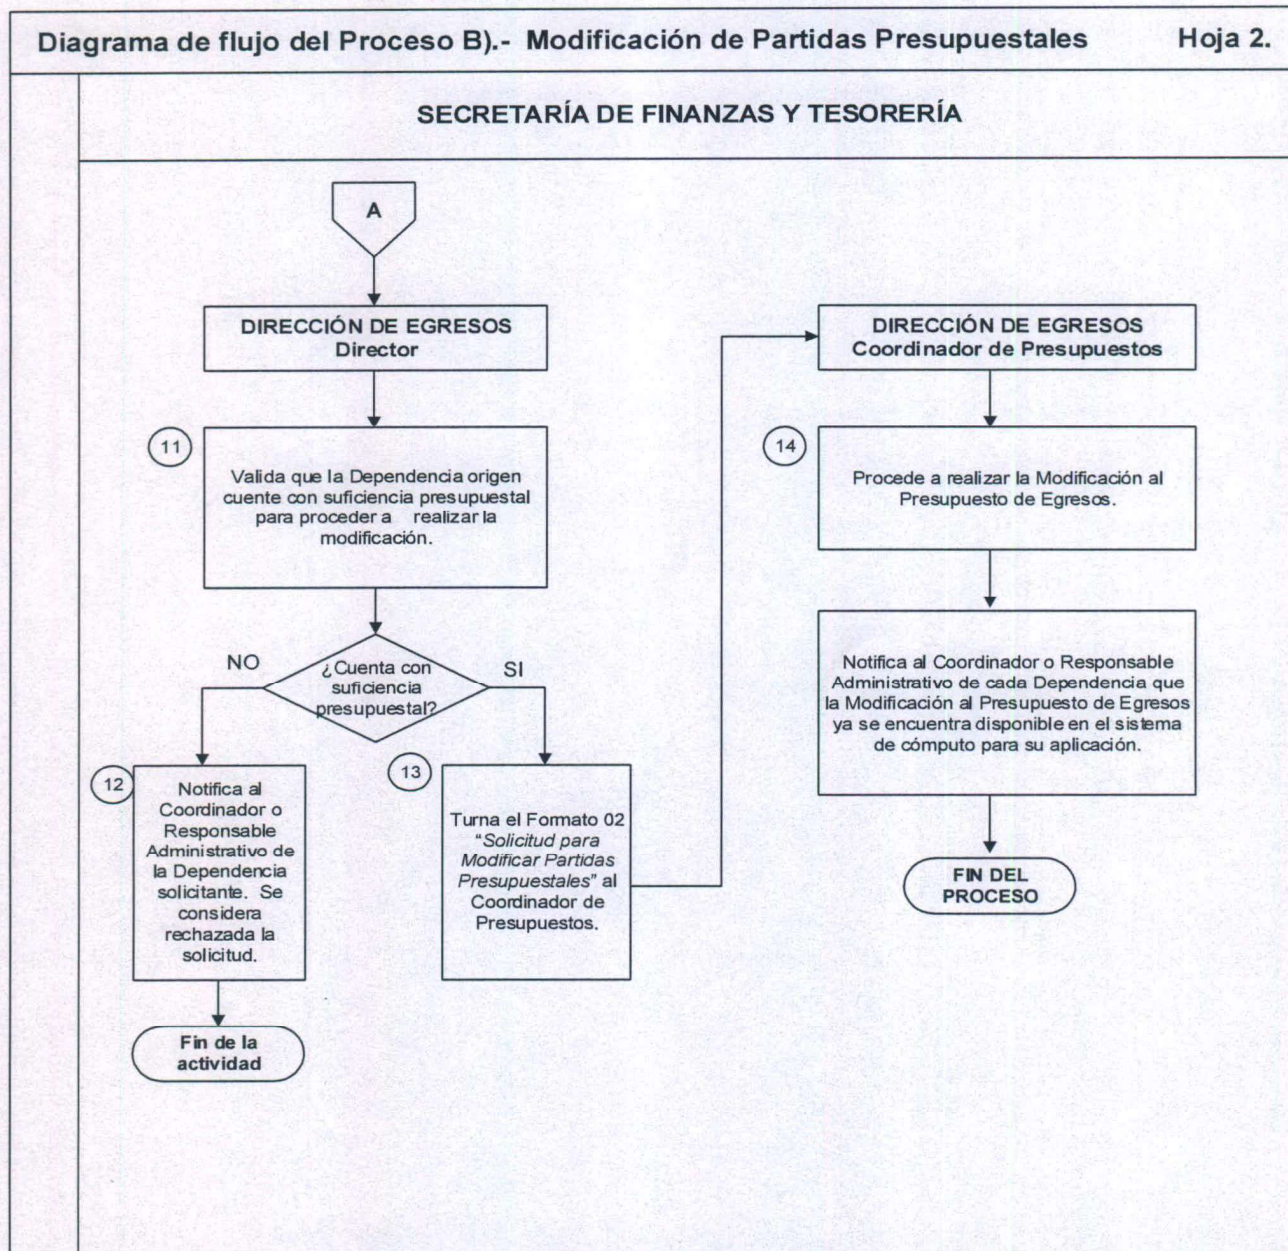 Diagrama de flujo del Proceso B).- Modificación de Partidas Presupuestales Hoja 2.
SECRETARÍA DE FINANZAS Y TESORERÍA
A
DIRECCIÓN DE EGRESOS
Director
11
Valida que la Dependencia origen
cuente con suficiencia presupuestal
para proceder a realizar la
modificación.
¿Cuenta con
suficiencia
presupuestal?
NO
SI
12
Notifica al
Coordinador o
Responsable
Administrativo de
la Dependencia
solicitante. Se
considera
rechazada la
solicitud.
Fin de la
actividad
13
Turna el Formato 02
“Solicitud para
Modificar Partidas
Presupuestales” al
Coordinador de
Presupuestos.
DIRECCIÓN DE EGRESOS
Coordinador de Presupuestos
14
Procede a realizar la Modificación al
Presupuesto de Egresos.
Notifica al Coordinador o Responsable
Administrativo de cada Dependencia que
la Modificación al Presupuesto de Egresos
ya se encuentra disponible en el sistema
de cómputo para su aplicación.
FIN DEL
PROCESO